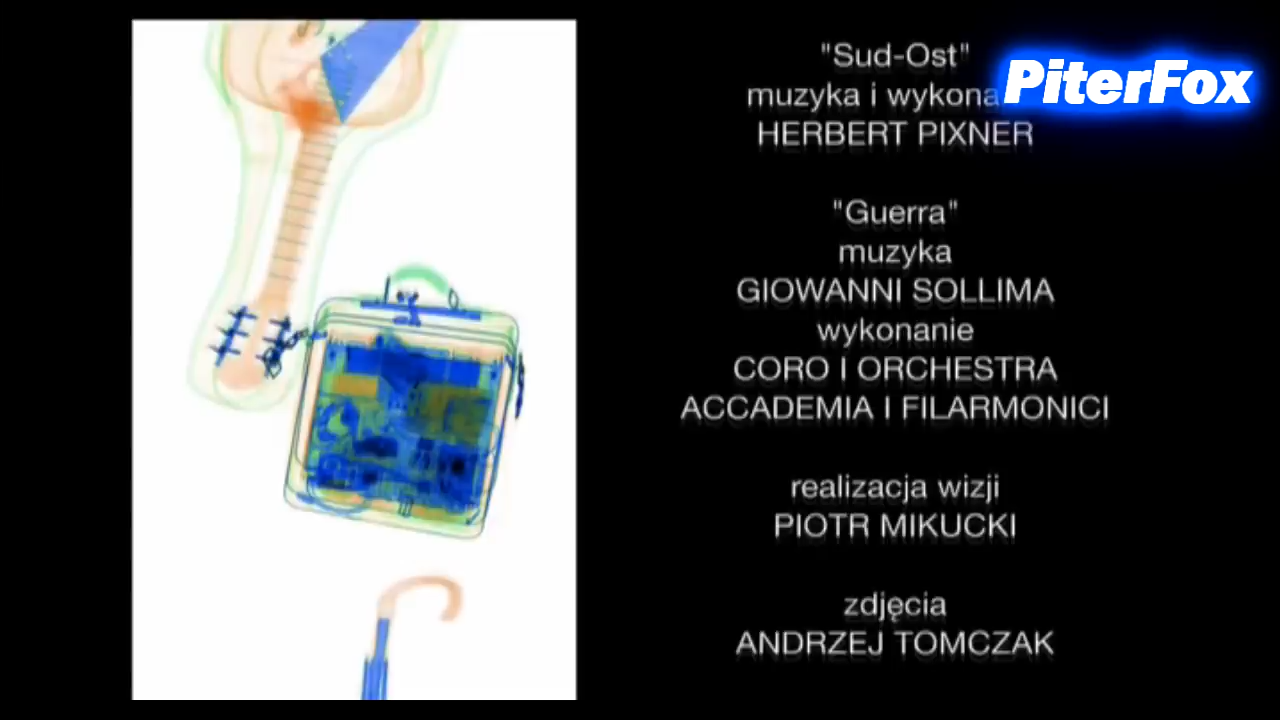 "Sud-Ost"
muzyka i
HERBERT PIXNER
PiterFox
"Guerra"
muzyka
GIOWANNI SOLLIMA
wykonanie
CORO I ORCHESTRA
ACCADEMIA I FILARMONICI
realizacja wizji
PIOTR MIKUCKI
zdjęcia
ANDRZEJ TOMCZAK